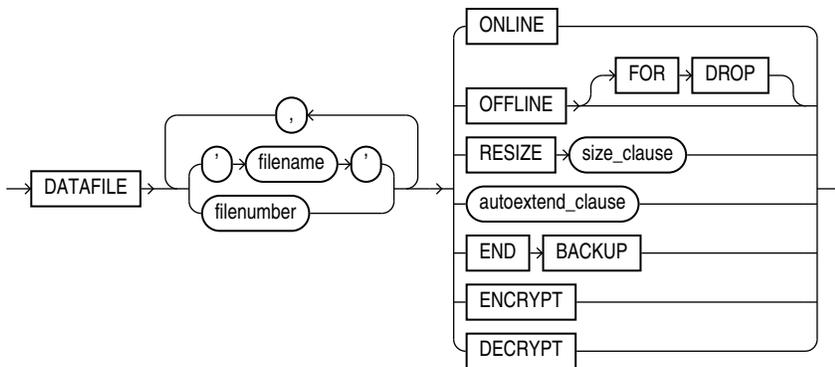 ONLINE
FOR DROP
OFFLINE
,
' filename '
RESIZE size_clause
DATAFILE
autoextend_clause
filenumber
END BACKUP
ENCRYPT
DECRYPT